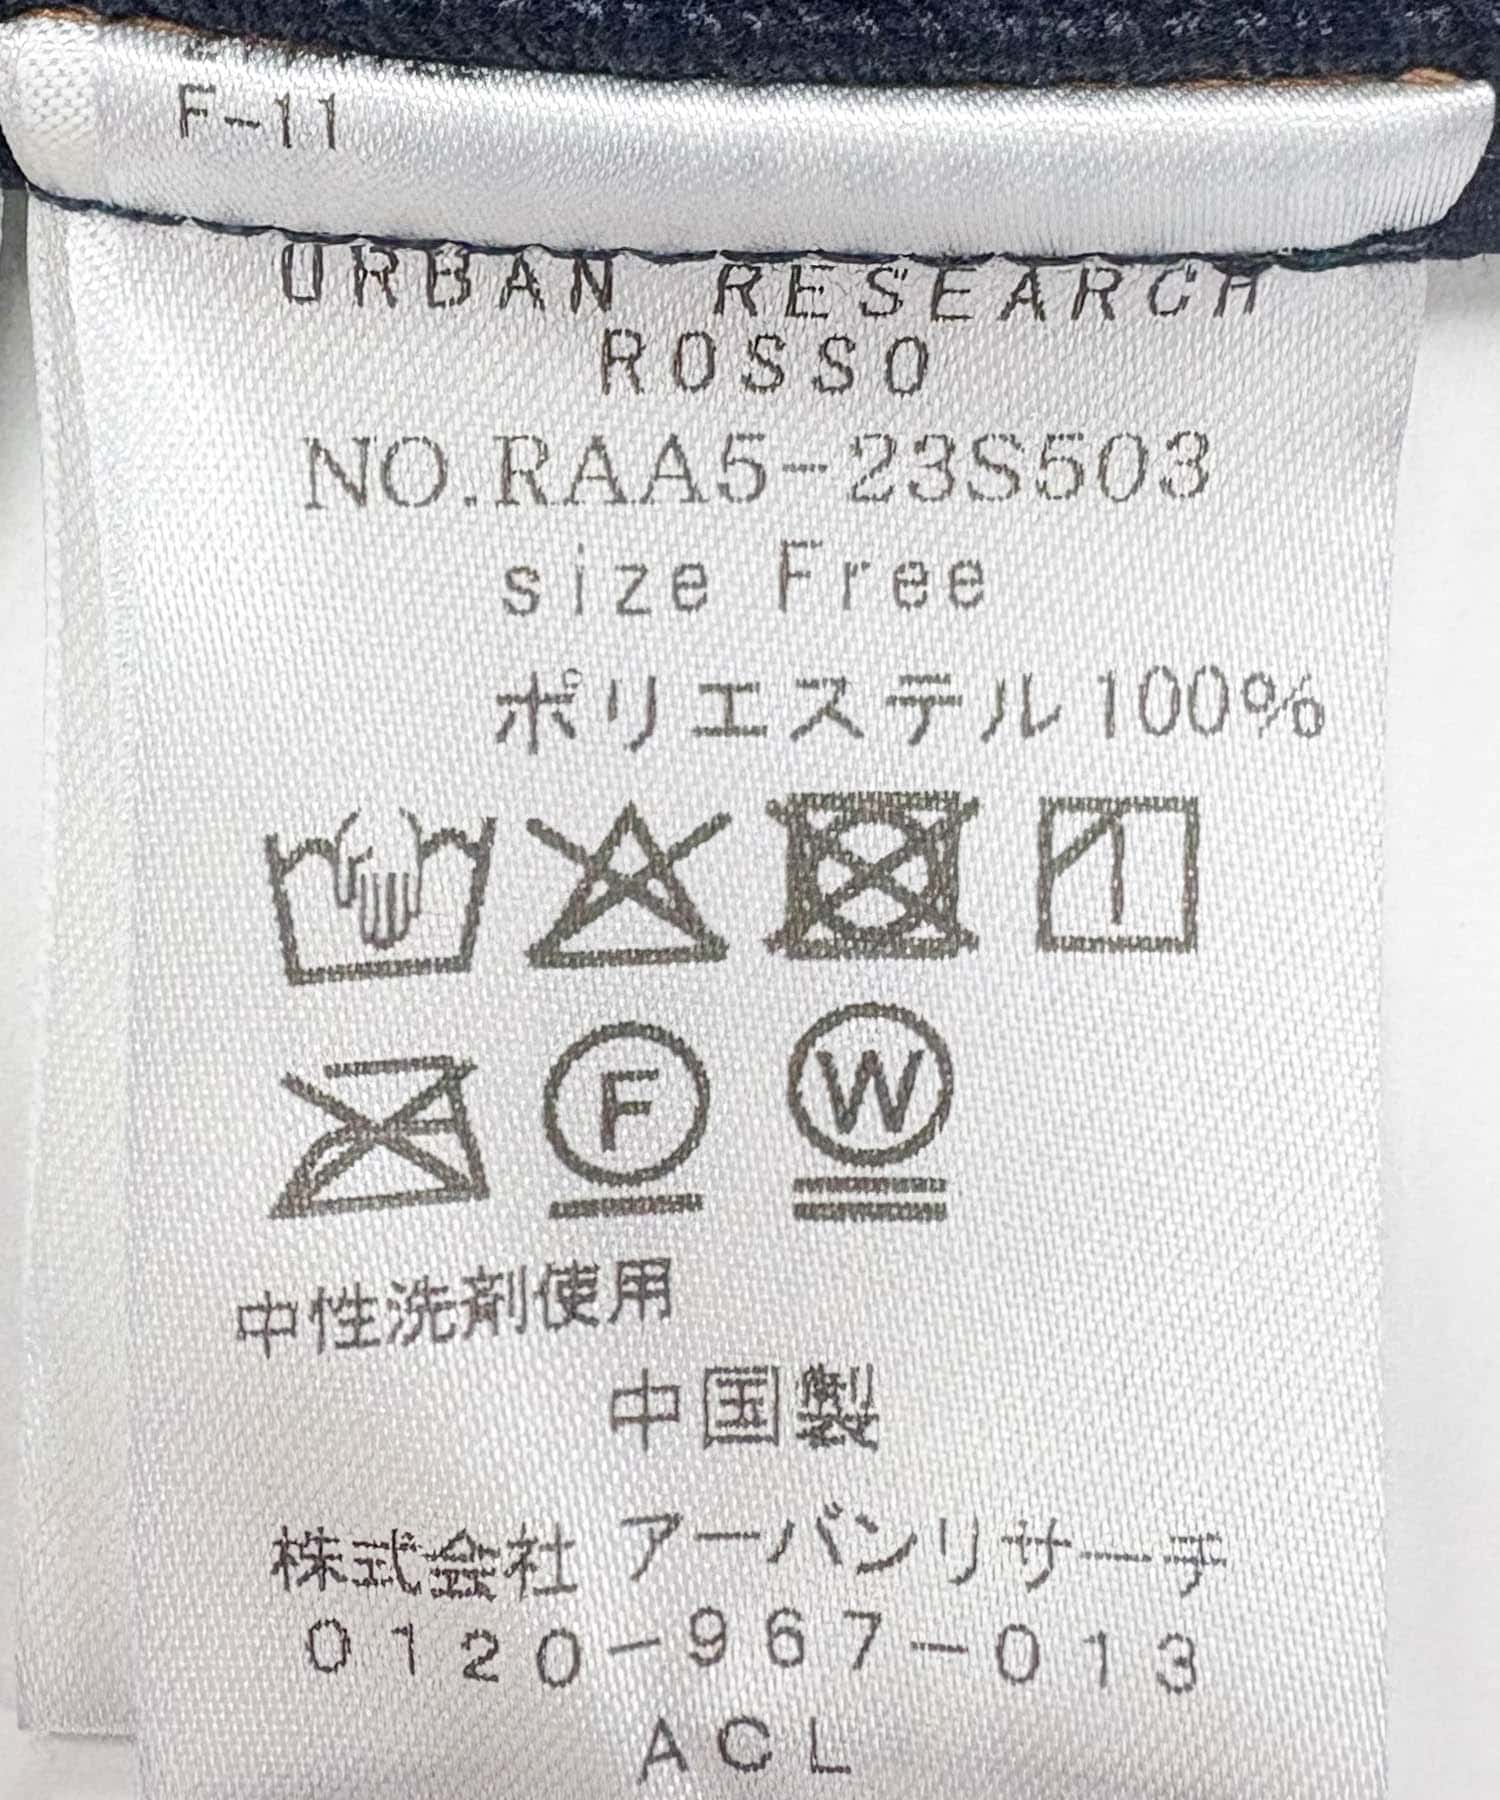 F-11
URBAN RESEARCH
ROSSO
NO.RAA5-23S503
size Free
ポリエステル100%
F W
中性洗剤使用
中国製
株式会社 アーバンリサーチ
0120-967-013
ACL